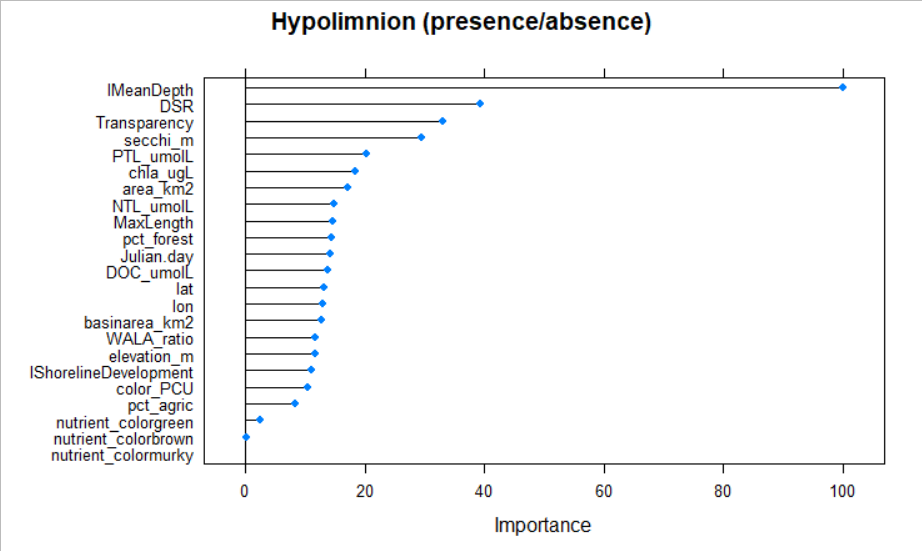 Hypolimnion (presence/absence)
lMeanDepth
DSR
Transparency
secchi_m
PTL_umolL
chla_ugL
area_km2
NTL_umolL
MaxLength
pct_forest
Julian.day
DOC_umolL
lat
lon
basinarea_km2
WALA_ratio
elevation_m
lShorelineDevelopment
color_PCU
pct_agric
nutrient_colorgreen
nutrient_colorbrown
nutrient_colormurky
0 20 40 60 80 100
Importance